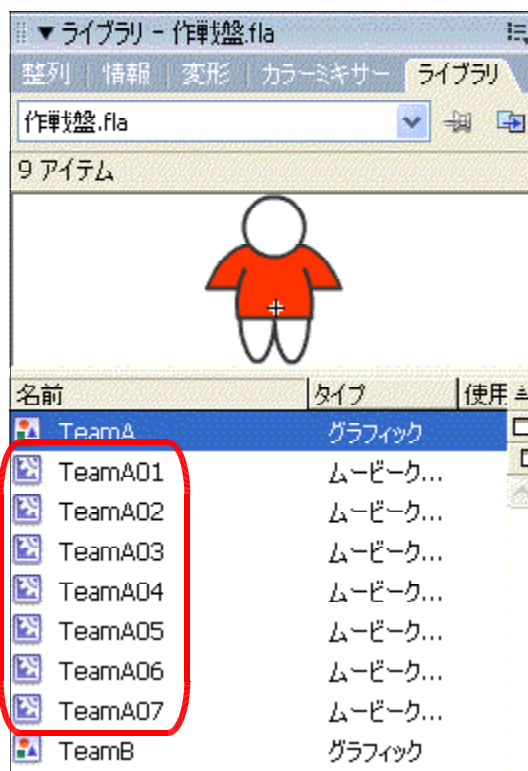 ▼ ライブラリ - 作戦盤.fla
整列 情報 変形 カラーミキサー ライブラリ
作戦盤.fla
9 アイテム
名前 タイプ 使用
TeamA グラフィック
TeamA01 ムービーク...
TeamA02 ムービーク...
TeamA03 ムービーク...
TeamA04 ムービーク...
TeamA05 ムービーク...
TeamA06 ムービーク...
TeamA07 ムービーク...
TeamB グラフィック